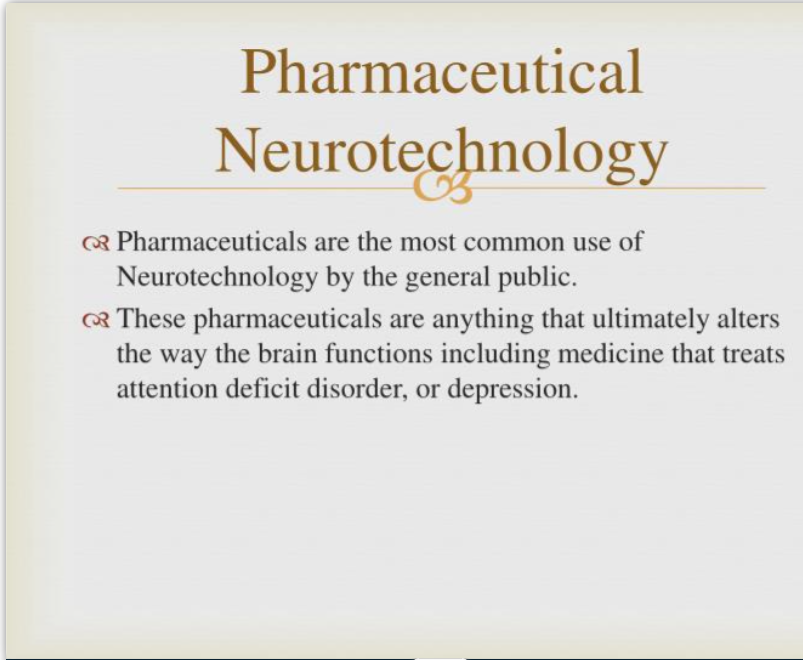 Pharmaceutical
Neurotechnology
Pharmaceuticals are the most common use of
Neurotechnology by the general public.
These pharmaceuticals are anything that ultimately alters
the way the brain functions including medicine that treats
attention deficit disorder, or depression.